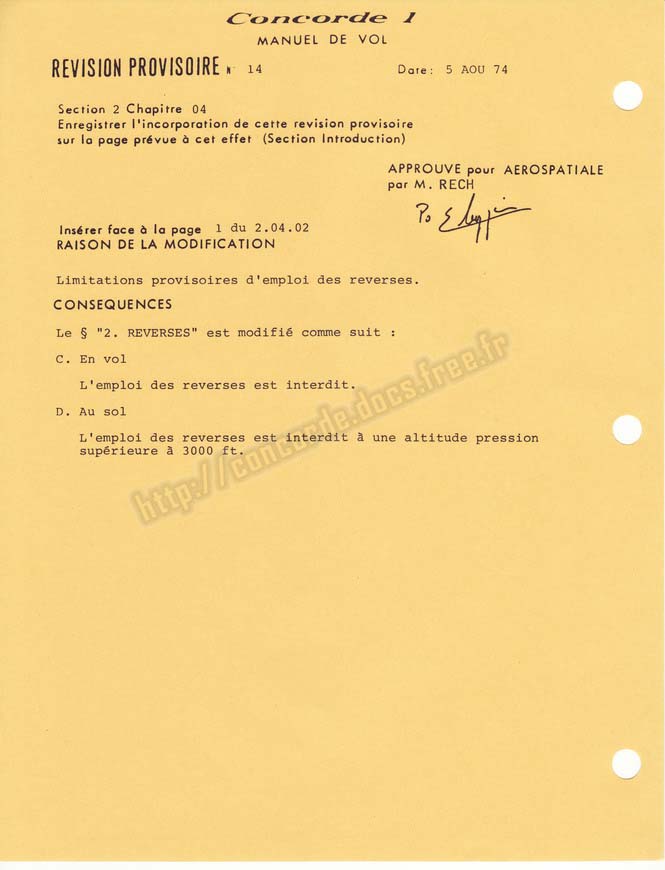 Concorde 1
MANUEL DE VOL
REVISION PROVISOIRE N° 14 Date: 5 AOU 74
Section 2 Chapitre 04
Enregistrer l'incorporation de cette revision provisoire
sur la page prévue à cet effet (Section Introduction)
APPROUVE pour AEROSPATIALE
par M. RECH
Po
Insérer face à la page 1 du 2.04.02
RAISON DE LA MODIFICATION
Limitations provisoires d'emploi des reverses.
CONSEQUENCES
Le § "2. REVERSES" est modifié comme suit :
C. En vol
L'emploi des reverses est interdit.
D. Au sol
L'emploi des reverses est interdit à une altitude pression
supérieure à 3000 ft.
http://concorde.docs.free.fr